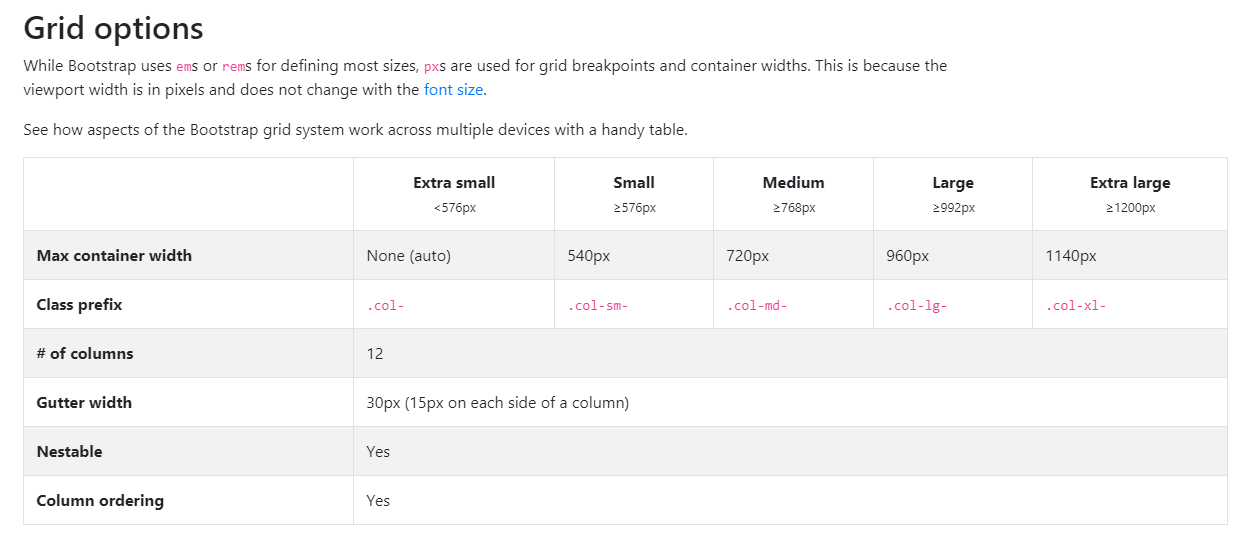 Grid options
While Bootstrap uses ems or rems for defining most sizes, pxs are used for grid breakpoints and container widths. This is because the
viewport width is in pixels and does not change with the font size.
See how aspects of the Bootstrap grid system work across multiple devices with a handy table.
Extra small Small Medium Large Extra large
<576px ≥576px ≥768px ≥992px ≥1200px
Max container width None (auto) 540px 720px 960px 1140px
Class prefix .col- .col-sm- .col-md- .col-lg- .col-xl-
# of columns 12
Gutter width 30px (15px on each side of a column)
Nestable Yes
Column ordering Yes